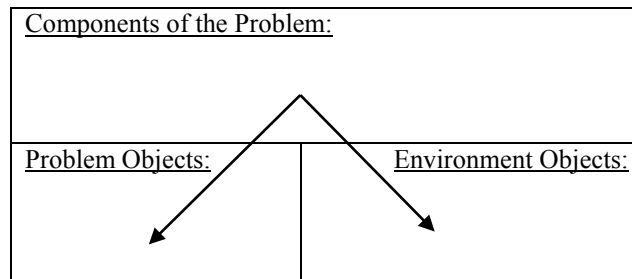 Components of the Problem:
Problem Objects:
Environment Objects: